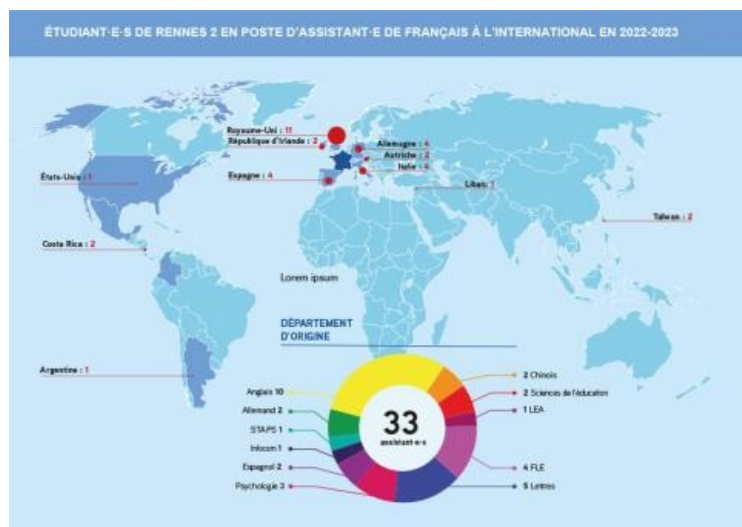 ÉTUDIANT·E·S DE RENNES 2 EN POSTE D'ASSISTANT·E DE FRANÇAIS À L'INTERNATIONAL EN 2022-2023
Royaume-Uni : 11
République d'Irlande : 2
Allemagne : 4
Autriche : 2
Italie : 4
États-Unis : 1
Espagne : 4
Liban : 1
Taïwan : 2
Costa Rica : 2
Lorem ipsum
Argentine : 1
DÉPARTEMENT
D'ORIGINE
Anglais 10
Allemand 2
STAPS 1
Infocom 1
Espagnol 2
Psychologie 3
33
assistant·e·s
2 Chinois
2 Sciences de l'éducation
1 LEA
4 FLE
5 Lettres